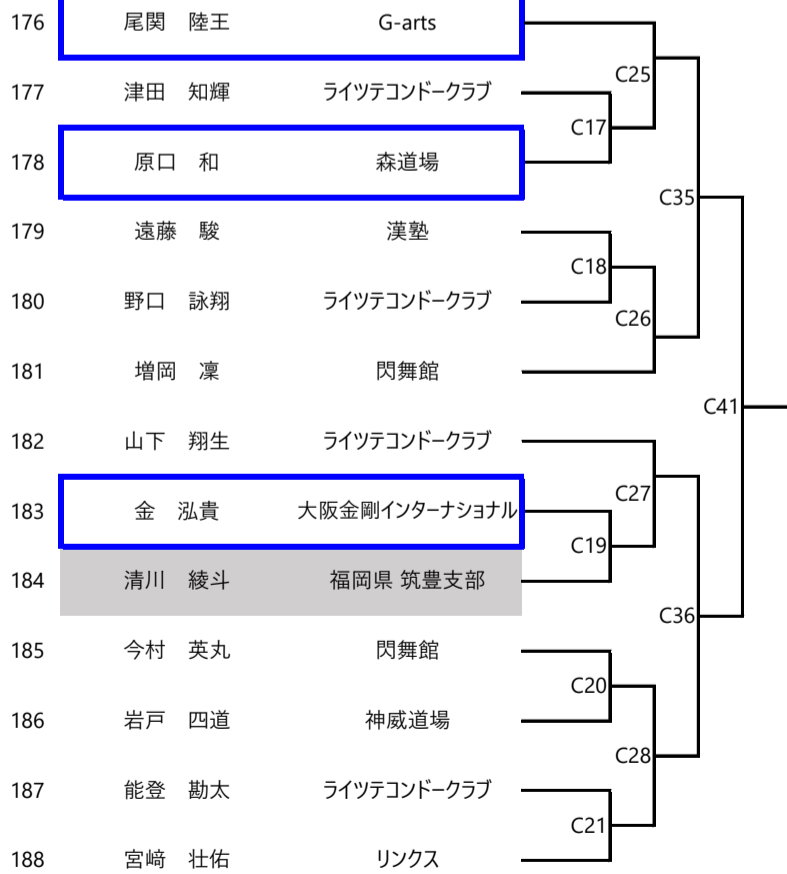 176 尾関 陸王 G-arts
C25
177 津田 知輝 ライツテコンドークラブ
C17
178 原口 和 森道場
C35
179 遠藤 駿 漢塾
C18
180 野口 詠翔 ライツテコンドークラブ
C26
181 増岡 凜 閃舞館
C41
182 山下 翔生 ライツテコンドークラブ
C27
183 金 泓貴 大阪金剛インターナショナル
C19
184 清川 綾斗 福岡県 筑豊支部
C36
185 今村 英丸 閃舞館
C20
186 岩戸 四道 神威道場
C28
187 能登 勘太 ライツテコンドークラブ
C21
188 宮﨑 壮佑 リンクス